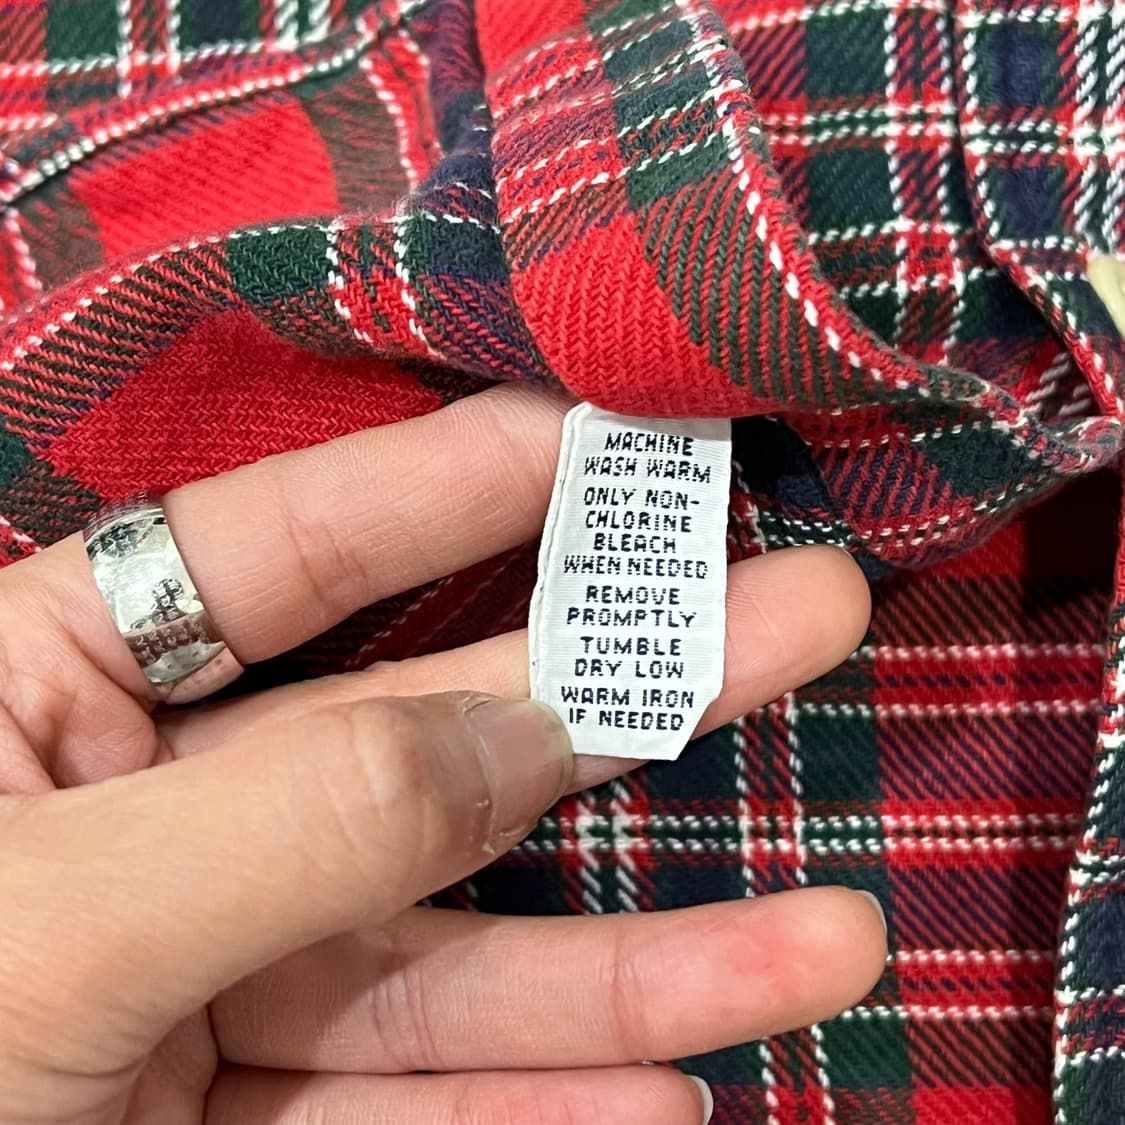 MACHINE
WASH WARM
ONLY NON-
CHLORINE
BLEACH
WHEN NEEDED
REMOVE
PROMPTLY
TUMBLE
DRY LOW
WARM IRON
IF NEEDED